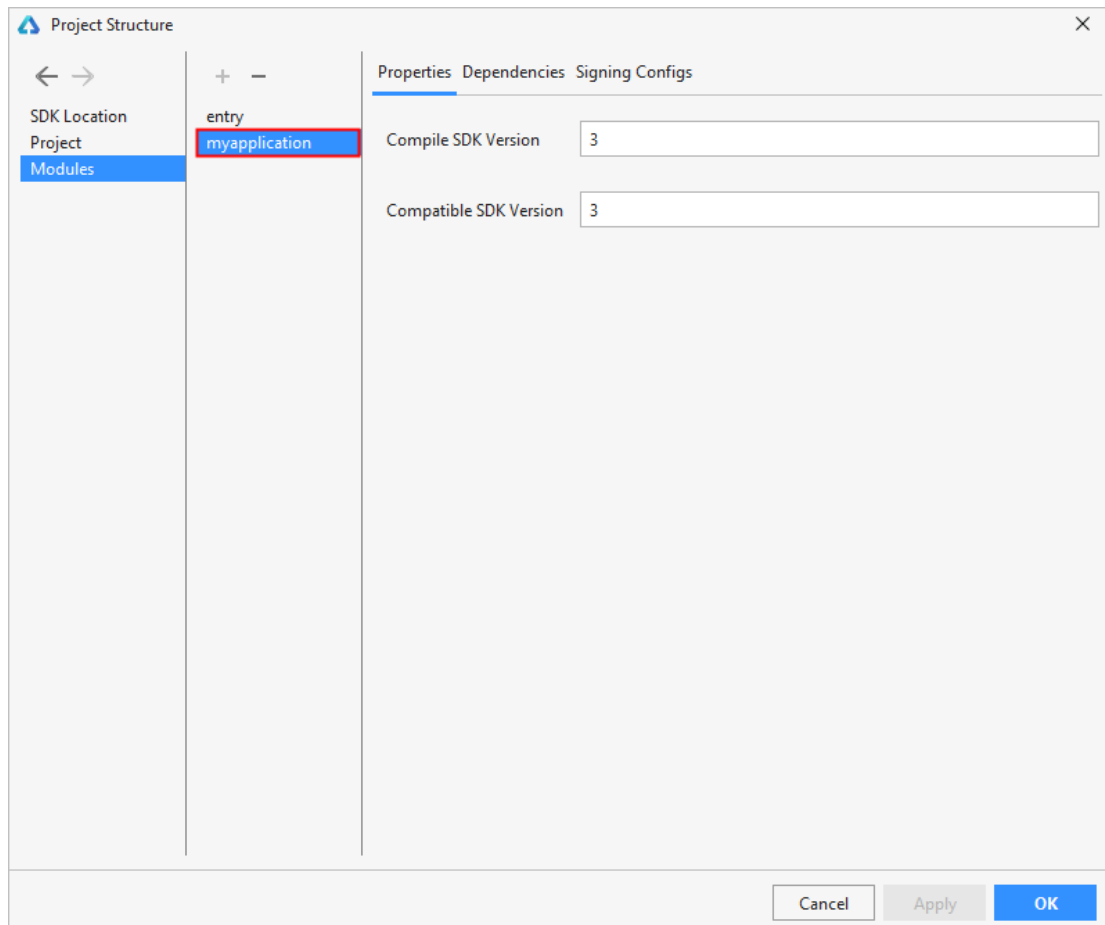 Project Structure
SDK Location
Project
Modules
entry
myapplication
Properties Dependencies Signing Configs
Compile SDK Version 3
Compatible SDK Version 3
Cancel Apply OK